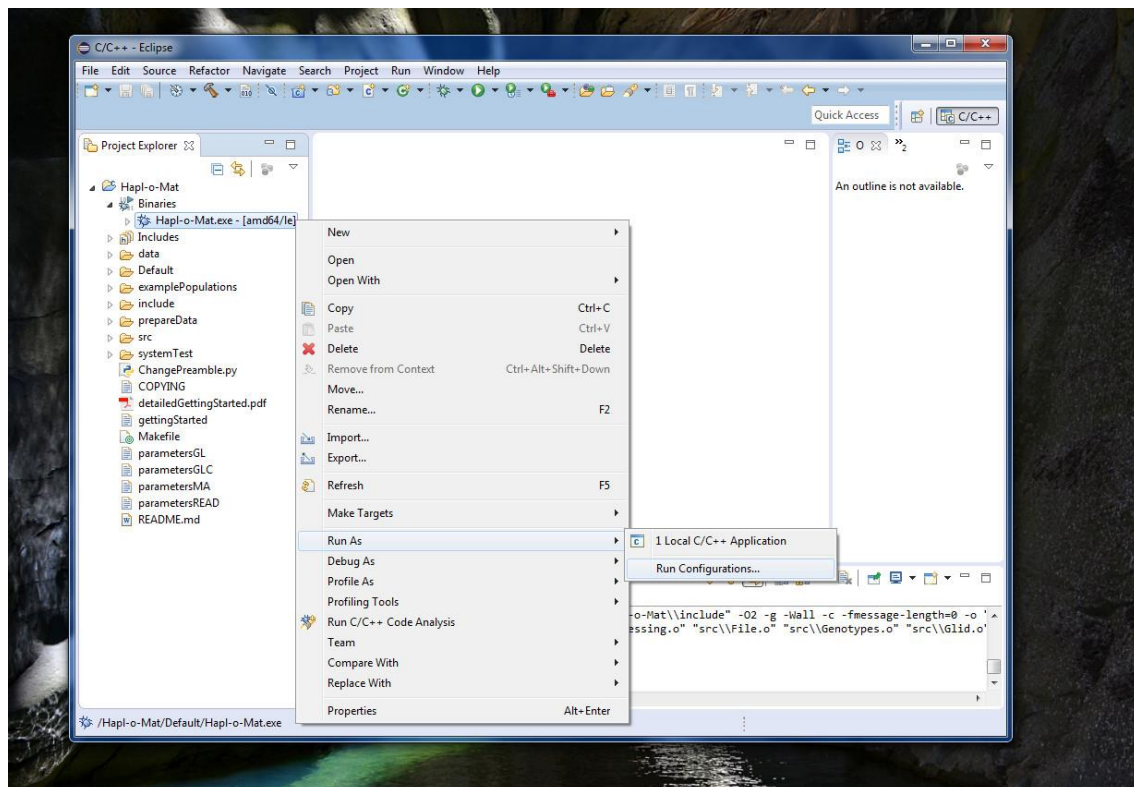 C/C++ - Eclipse
File Edit Source Refactor Navigate Search Project Run Window Help
Quick Access
C/C++
Project Explorer
Hapl-o-Mat
Binaries
Hapl-o-Mat.exe - [amd64/le]
Includes
data
Default
examplePopulations
include
prepareData
src
systemTest
ChangePreamble.py
COPYING
detailedGettingStarted.pdf
gettingStarted
Makefile
parametersGL
parametersGLC
parametersMA
parametersREAD
README.md
New
Open
Open With
Copy Ctrl+C
Paste Ctrl+V
Delete Delete
Remove from Context Ctrl+Alt+Shift+Down
Move...
Rename... F2
Import...
Export...
Refresh F5
Make Targets
Run As
Debug As
Profile As
Profiling Tools
Run C/C++ Code Analysis
Team
Compare With
Replace With
Properties Alt+Enter
1 Local C/C++ Application
Run Configurations...
O
»2
An outline is not available.
-o-Mat\\include" -O2 -g -Wall -c -fmessage-length=0 -o "
essing.o" "src\\File.o" "src\\Genotypes.o" "src\\Glid.o"
/Hapl-o-Mat/Default/Hapl-o-Mat.exe